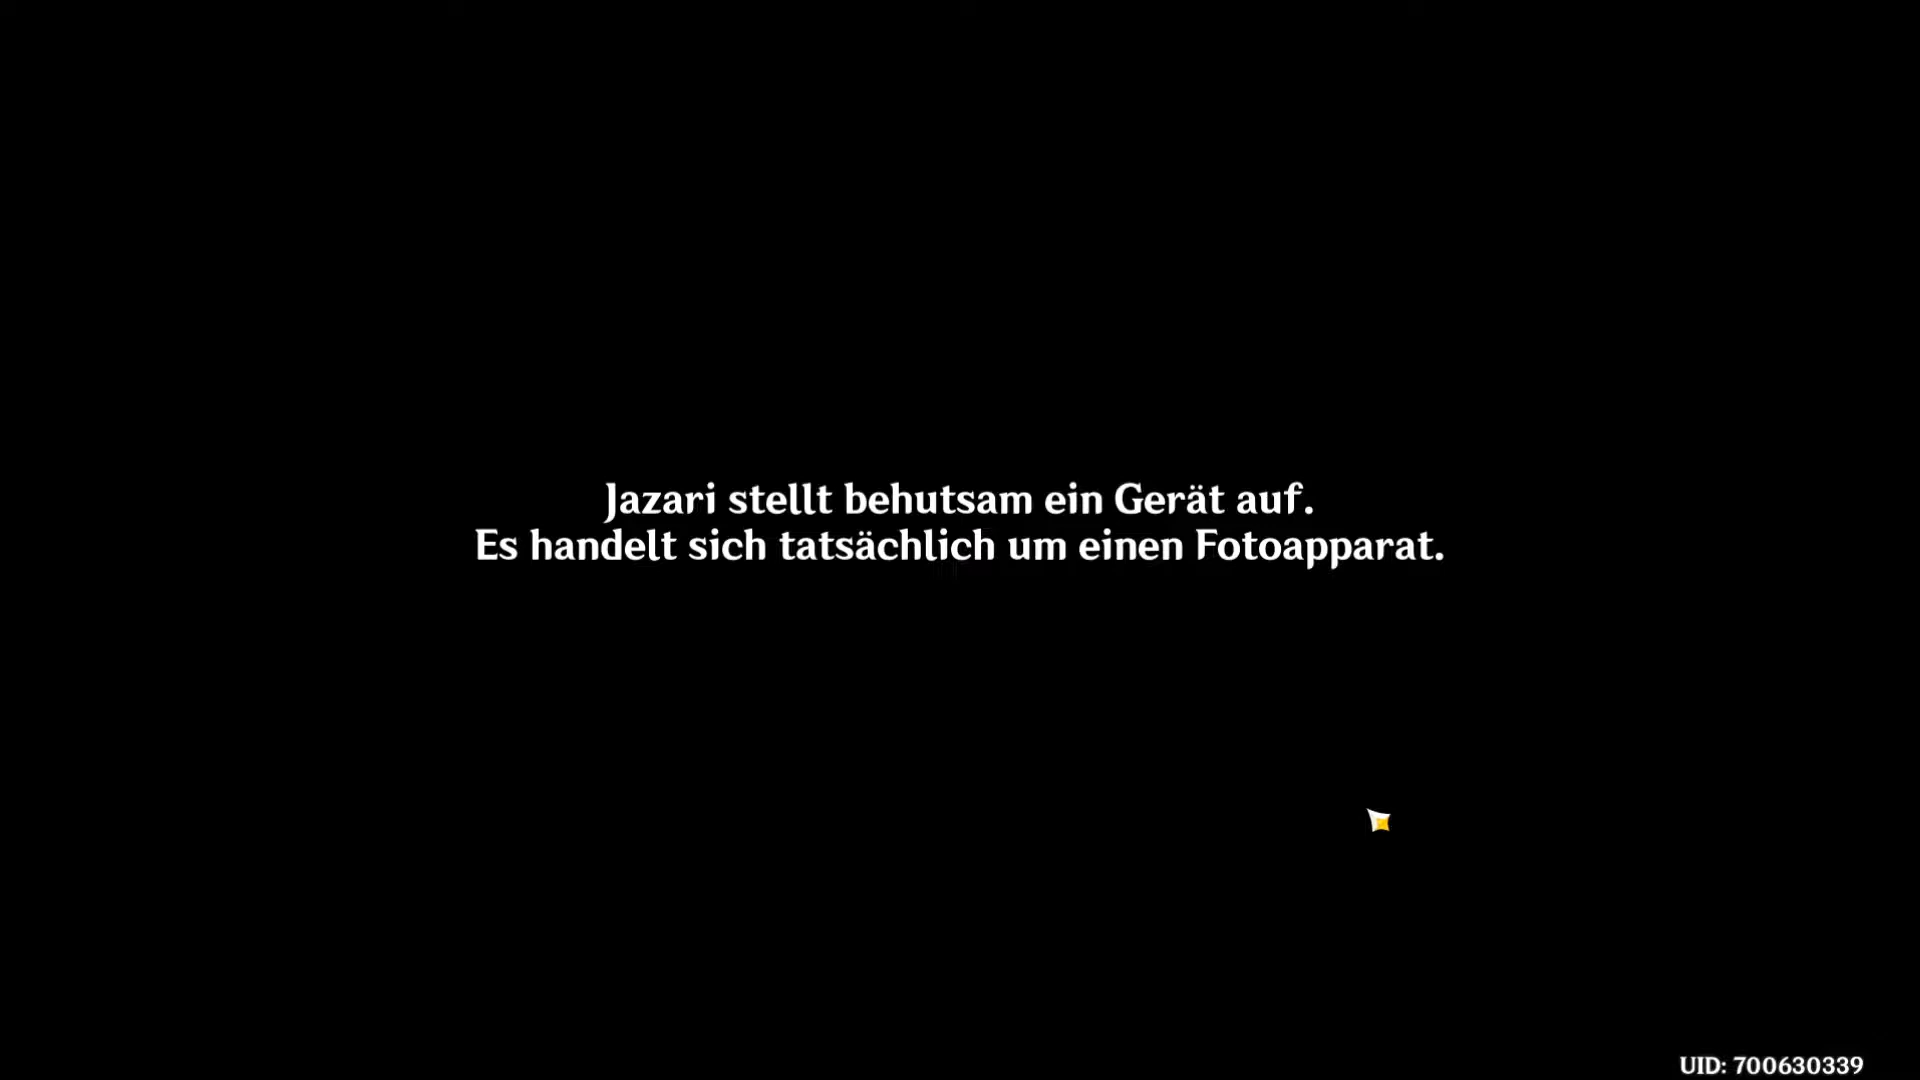 Jazari stellt behutsam ein Gerät auf.
Es handelt sich tatsächlich um einen Fotoapparat.
UID: 700630339